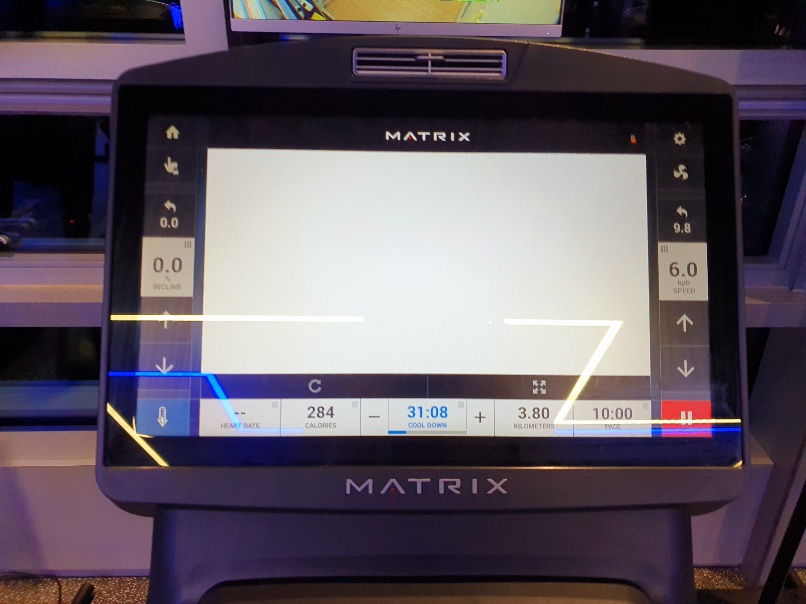 MATRIX
0.0
9.8
0.0
%
INCLINE
6.0
kph
SPEED
-- 284 − 31:08 + 3.80 10:00
HEART RATE CALORIES COOL DOWN KILOMETERS PACE
MATRIX